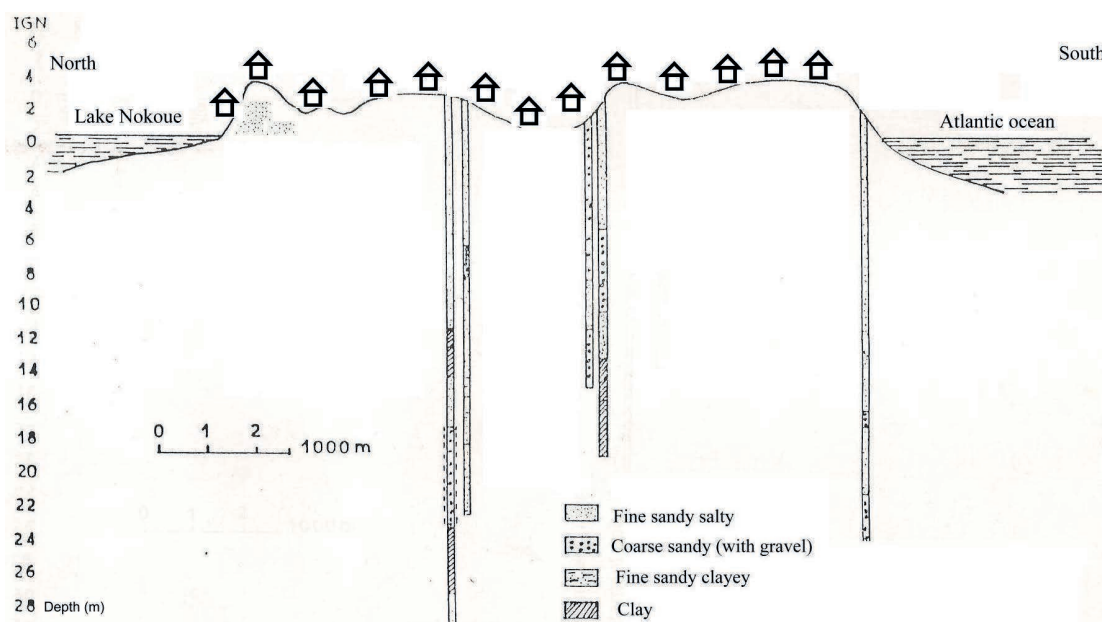 IGN
6
North
South
4
2
Lake Nokoue
Atlantic ocean
0
2
4
6
8
10
12
14
16
18
0 1 2 1000 m
20
22
Fine sandy salty
24
Coarse sandy (with gravel)
26
Fine sandy clayey
28 Depth (m)
Clay